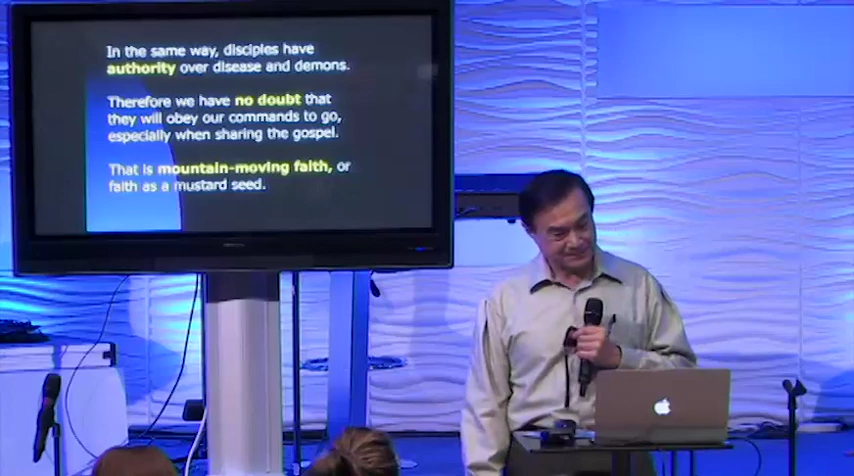 In the same way, disciples have
authority over disease and demons.
Therefore we have no doubt that
they will obey our commands to go,
especially when sharing the gospel.
That is mountain-moving faith, or
faith as a mustard seed.